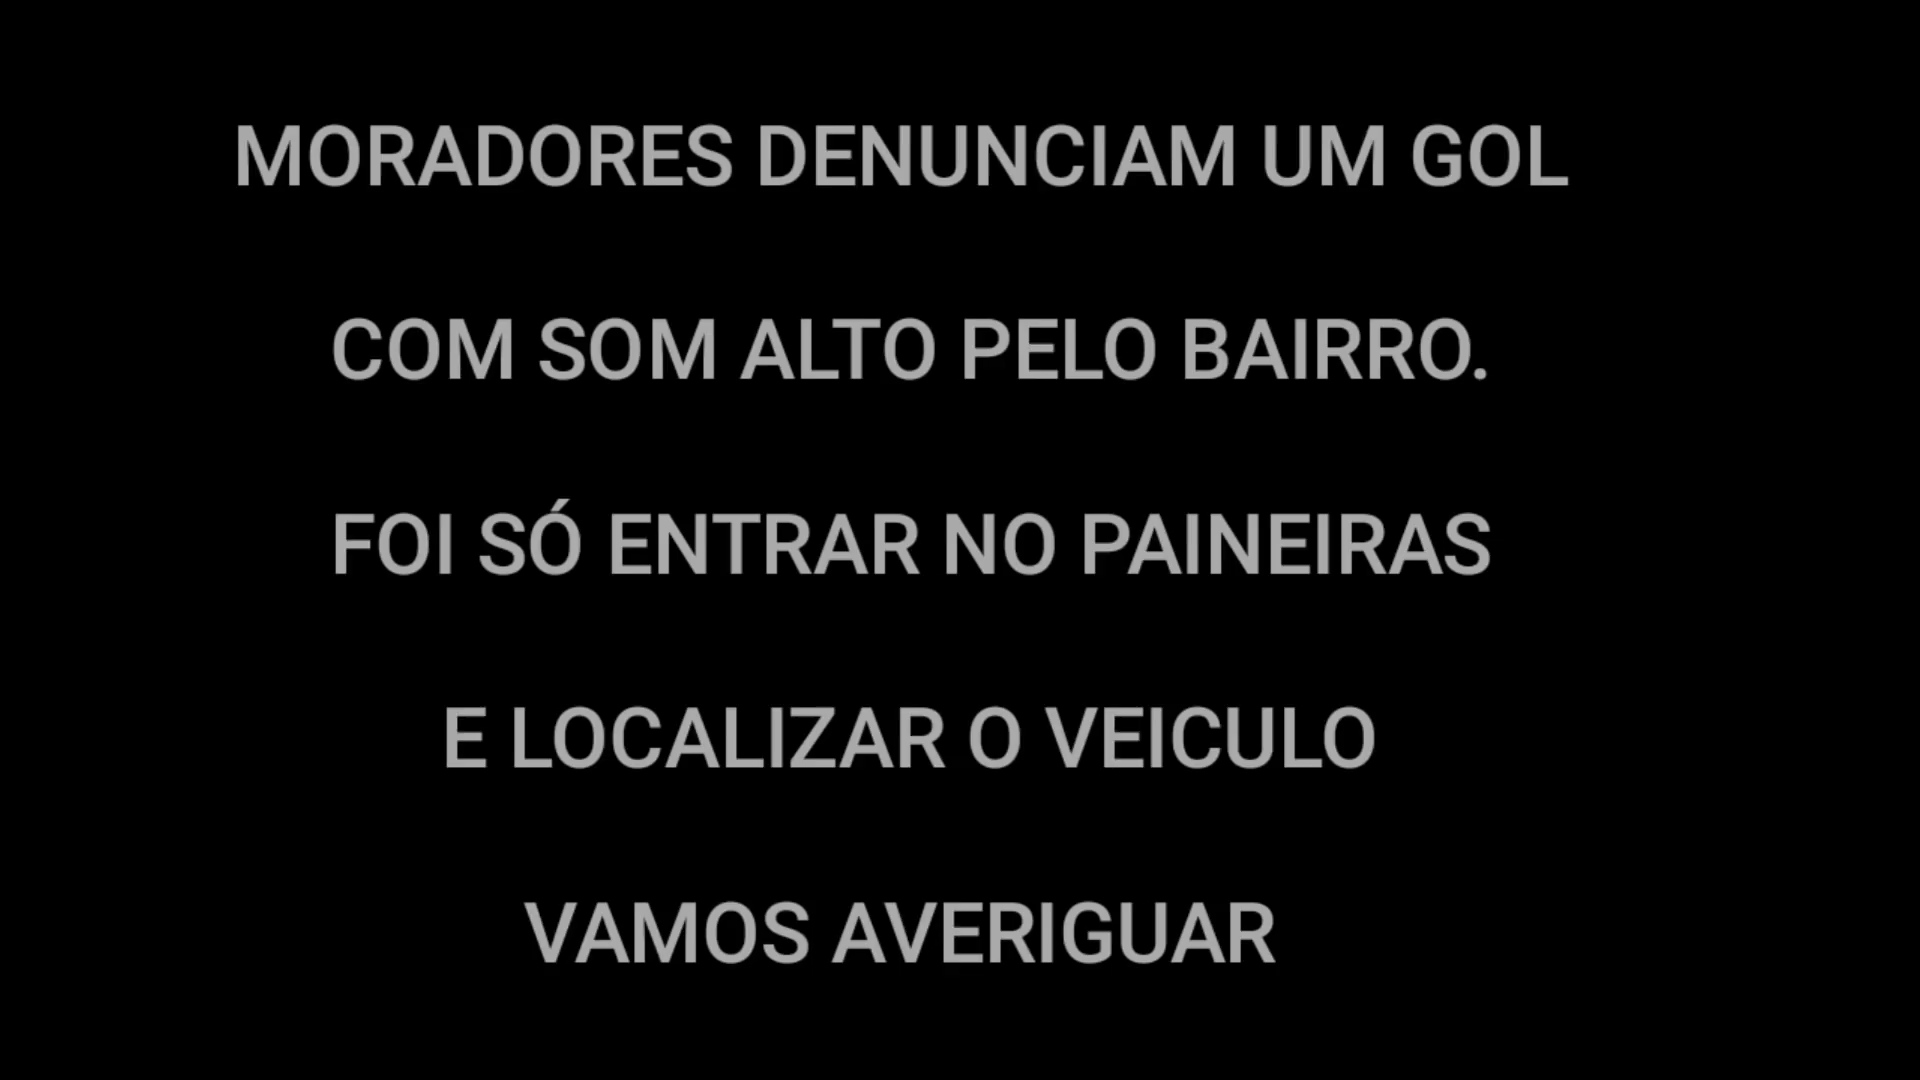 MORADORES DENUNCIAM UM GOL
COM SOM ALTO PELO BAIRRO.
FOI SÓ ENTRAR NO PAINEIRAS
E LOCALIZAR O VEICULO
VAMOS AVERIGUAR